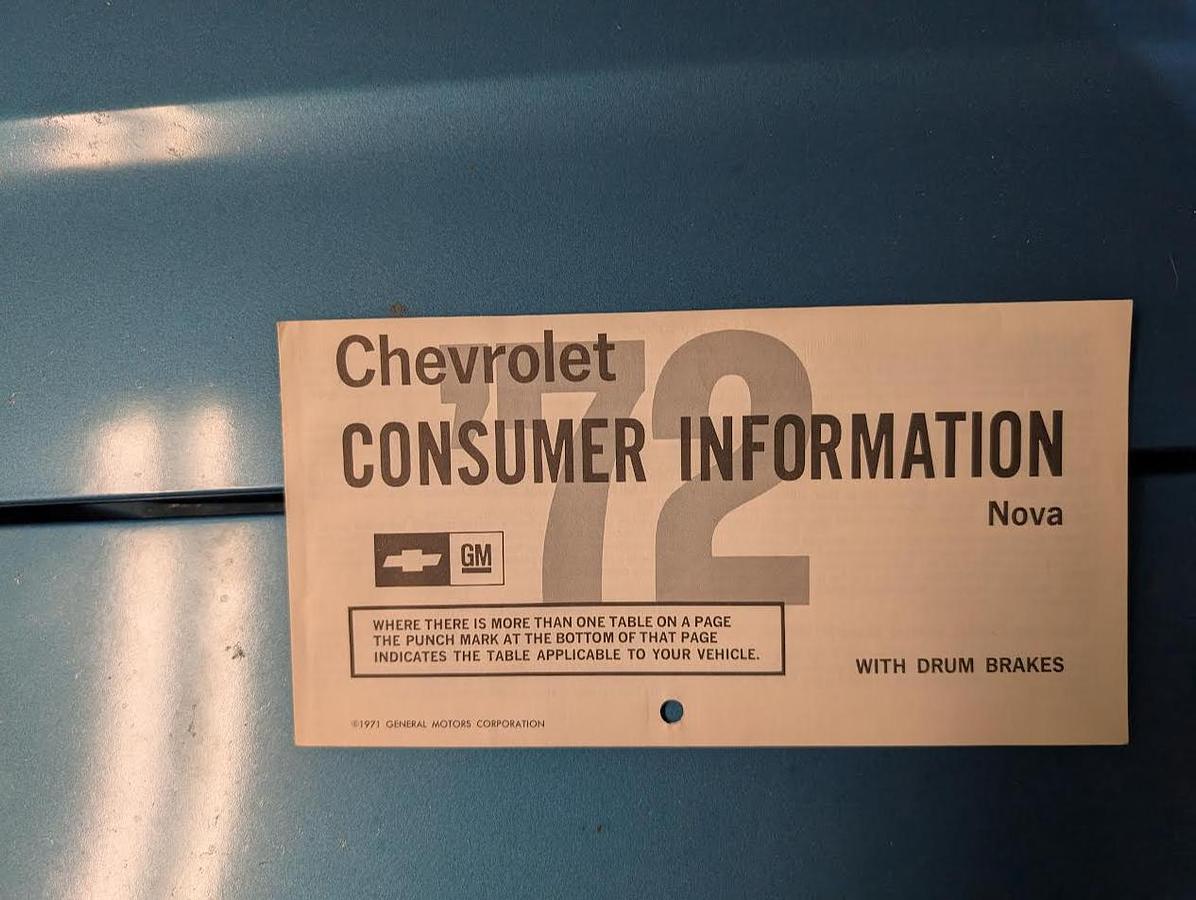 Chevrolet
'72
CONSUMER INFORMATION
Nova
GM
WHERE THERE IS MORE THAN ONE TABLE ON A PAGE
THE PUNCH MARK AT THE BOTTOM OF THAT PAGE
INDICATES THE TABLE APPLICABLE TO YOUR VEHICLE.
WITH DRUM BRAKES
©1971 GENERAL MOTORS CORPORATION